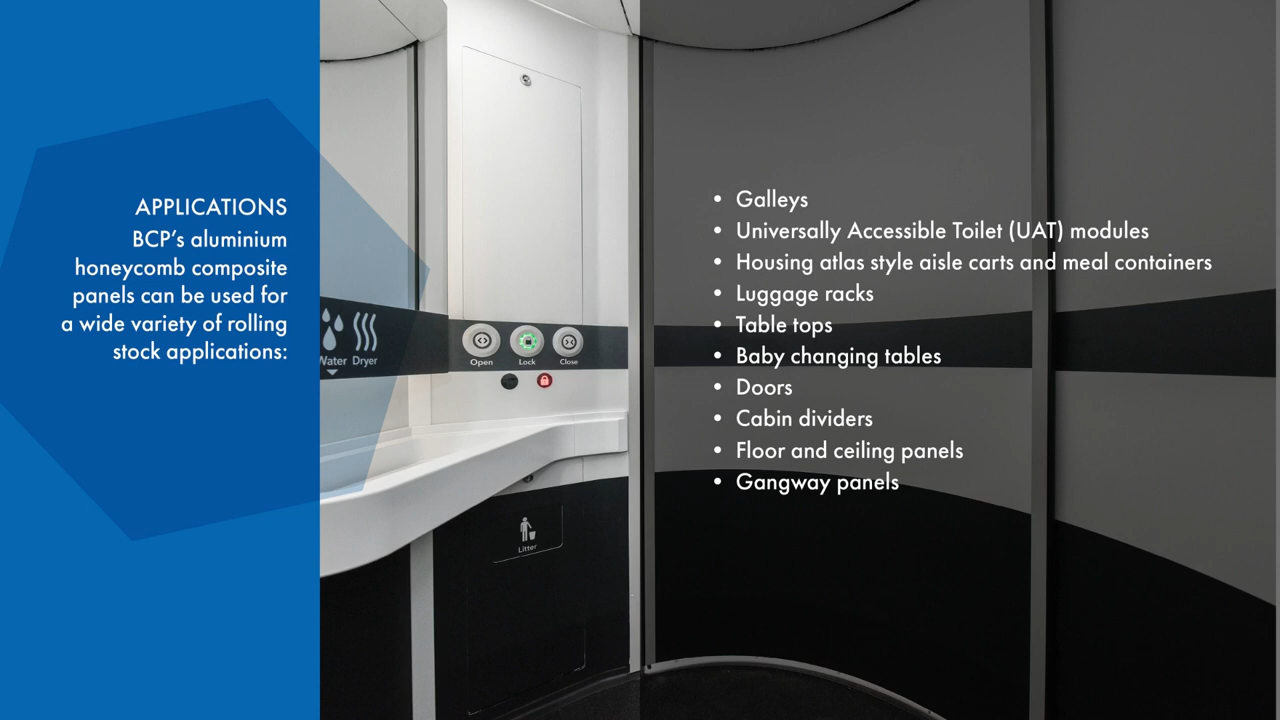 APPLICATIONS
BCP’s aluminium
honeycomb composite
panels can be used for
a wide variety of rolling
stock applications:
Water Dryer
Open Lock Close
Litter
• Galleys
• Universally Accessible Toilet (UAT) modules
• Housing atlas style aisle carts and meal containers
• Luggage racks
• Table tops
• Baby changing tables
• Doors
• Cabin dividers
• Floor and ceiling panels
• Gangway panels